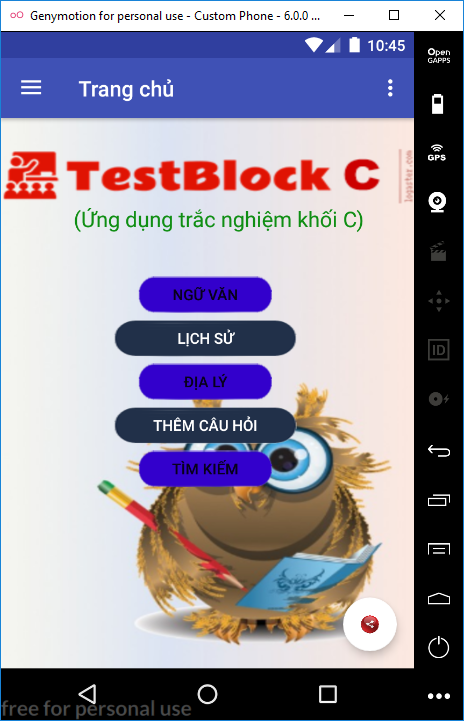 Genymotion for personal use - Custom Phone - 6.0.0 ...
10:45
Open
GAPPS
Trang chủ
GPS
TestBlock C
logaster.com
(Ứng dụng trắc nghiệm khối C)
NGỮ VĂN
LỊCH SỬ
ĐỊA LÝ
ID
THÊM CÂU HỎI
TÌM KIẾM
free for personal use